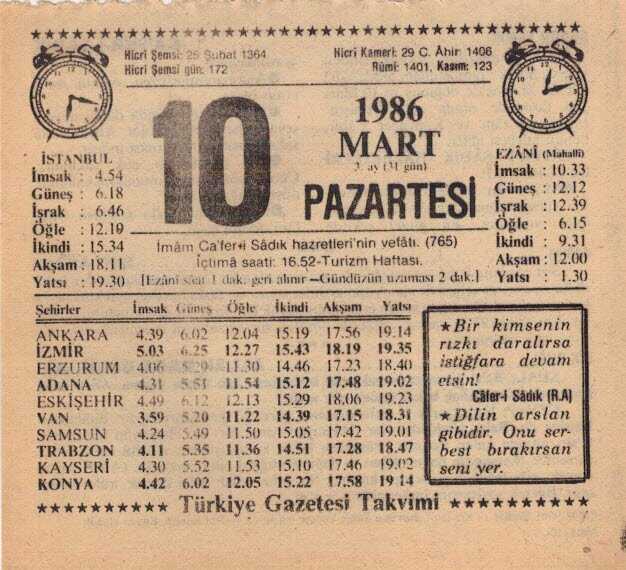 Hicri Şemsi: 25 Şubat 1364
Hicri Şemsi gün: 172
Hicri Kamerî: 29 C. Âhir 1406
Rûmî: 1401, Kasım: 123
10
1986
MART
3. ay (31 gün)
PAZARTESİ
İSTANBUL
İmsak : 4.54
Güneş : 6.18
İşrak : 6.46
Öğle : 12.19
İkindi : 15.34
Akşam : 18.11
Yatsı : 19.30
EZÂNİ (Mahallî)
İmsak : 10.33
Güneş : 12.12
İşrak : 12.39
Öğle : 6.15
İkindi : 9.31
Akşam : 12.00
Yatsı : 1.30
İmâm Ca'fer-i Sâdık hazretleri'nin vefâtı. (765)
İçtimâ saati: 16.52-Turizm Haftası.
[Ezânî saat 1 dak. geri alınır —Gündüzün uzaması 2 dak.]
Şehirler İmsak Güneş Öğle İkindi Akşam Yatsı
ANKARA 4.39 6.02 12.04 15.19 17.56 19.14
İZMİR 5.03 6.25 12.27 15.43 18.19 19.35
ERZURUM 4.06 5.29 11.30 14.46 17.23 18.40
ADANA 4.31 5.51 11.54 15.12 17.48 19.02
ESKİŞEHİR 4.49 6.12 12.13 15.29 18.06 19.23
VAN 3.59 5.20 11.22 14.39 17.15 18.31
SAMSUN 4.24 5.49 11.50 15.05 17.42 19.01
TRABZON 4.11 5.35 11.36 14.51 17.28 18.47
KAYSERİ 4.30 5.52 11.53 15.10 17.46 19.02
KONYA 4.42 6.02 12.05 15.22 17.58 19 14
★Bir kimsenin
rızkı daralırsa
istiğfara devam
etsin!
Câfer-i Sâdık (R.A)
★Dilin arslan
gibidir. Onu ser-
best bırakırsan
seni yer.
Türkiye Gazetesi Takvimi